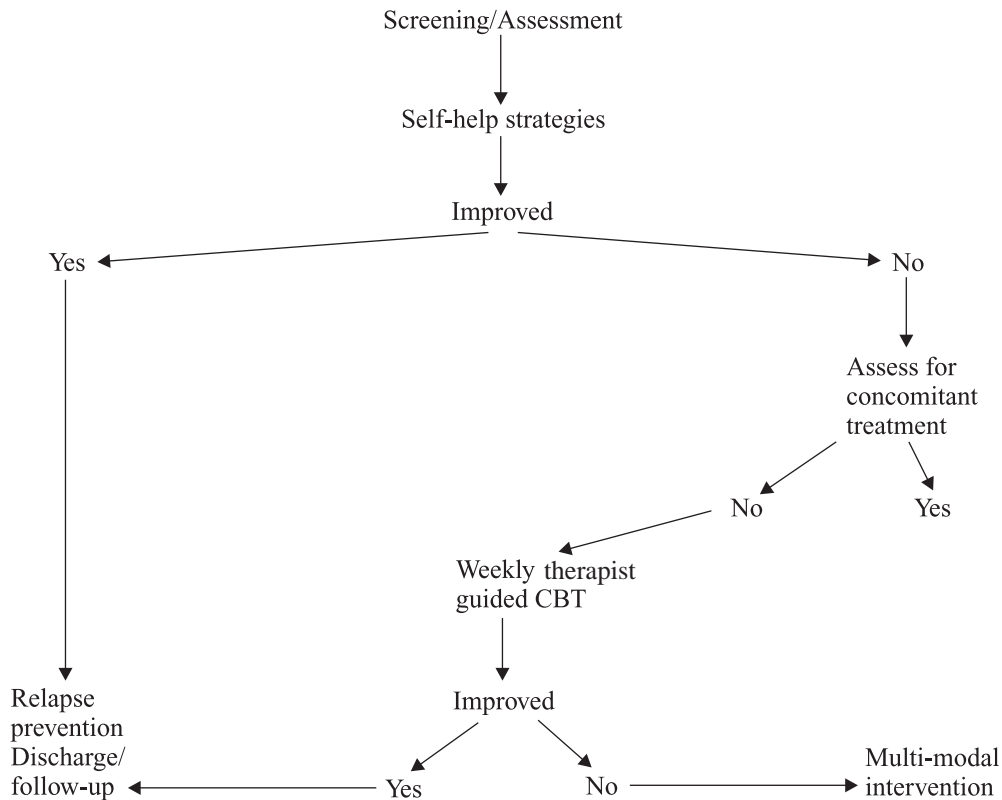 Screening/Assessment
Self-help strategies
Improved
Yes
No
Assess for
concomitant
treatment
No
Yes
Weekly therapist
guided CBT
Improved
Relapse
prevention
Discharge/
follow-up
Yes
No
Multi-modal
intervention